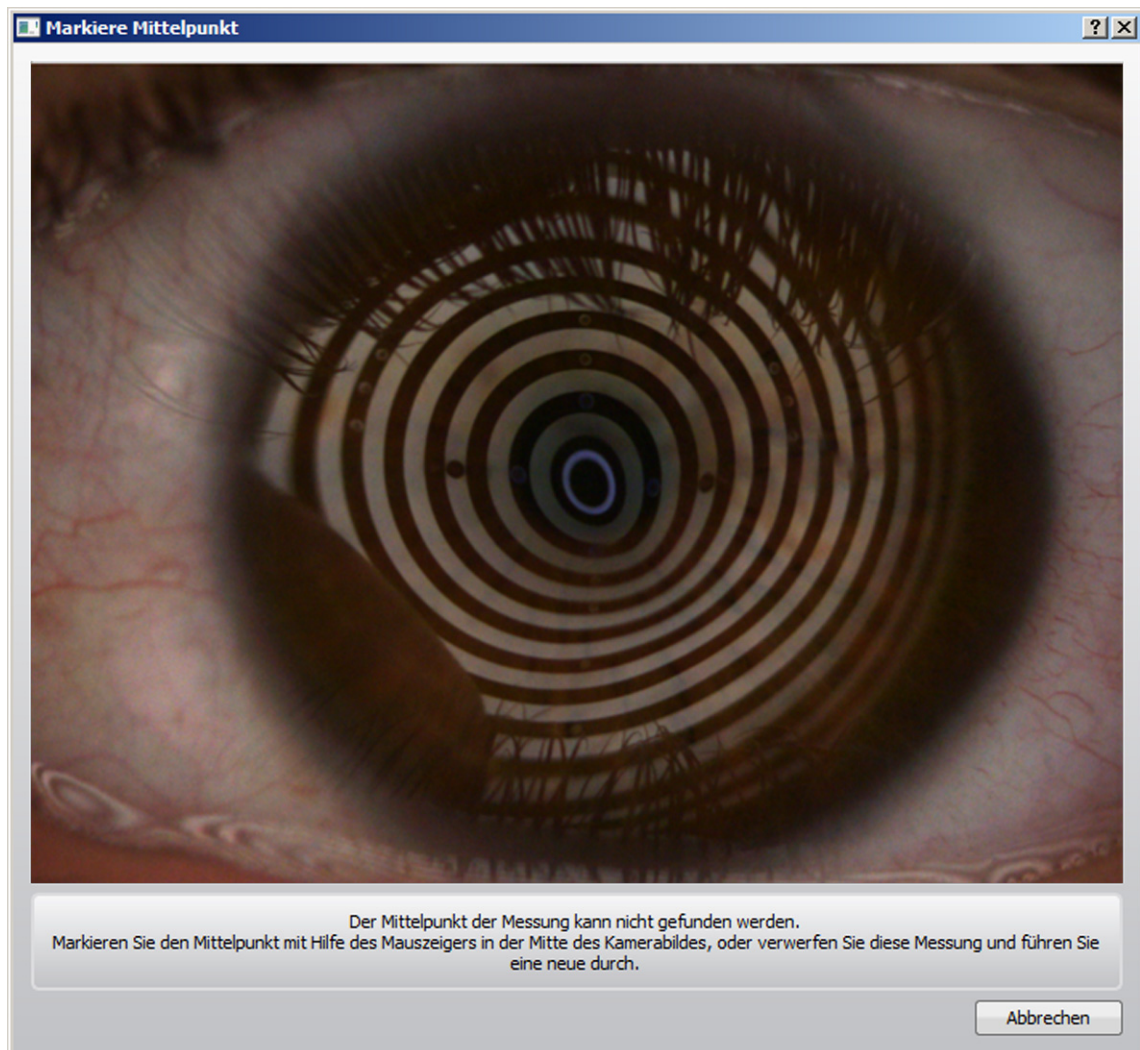 Markiere Mittelpunkt
Der Mittelpunkt der Messung kann nicht gefunden werden.
Markieren Sie den Mittelpunkt mit Hilfe des Mauszeigers in der Mitte des Kamerabildes, oder verwerfen Sie diese Messung und führen Sie
eine neue durch.
Abbrechen